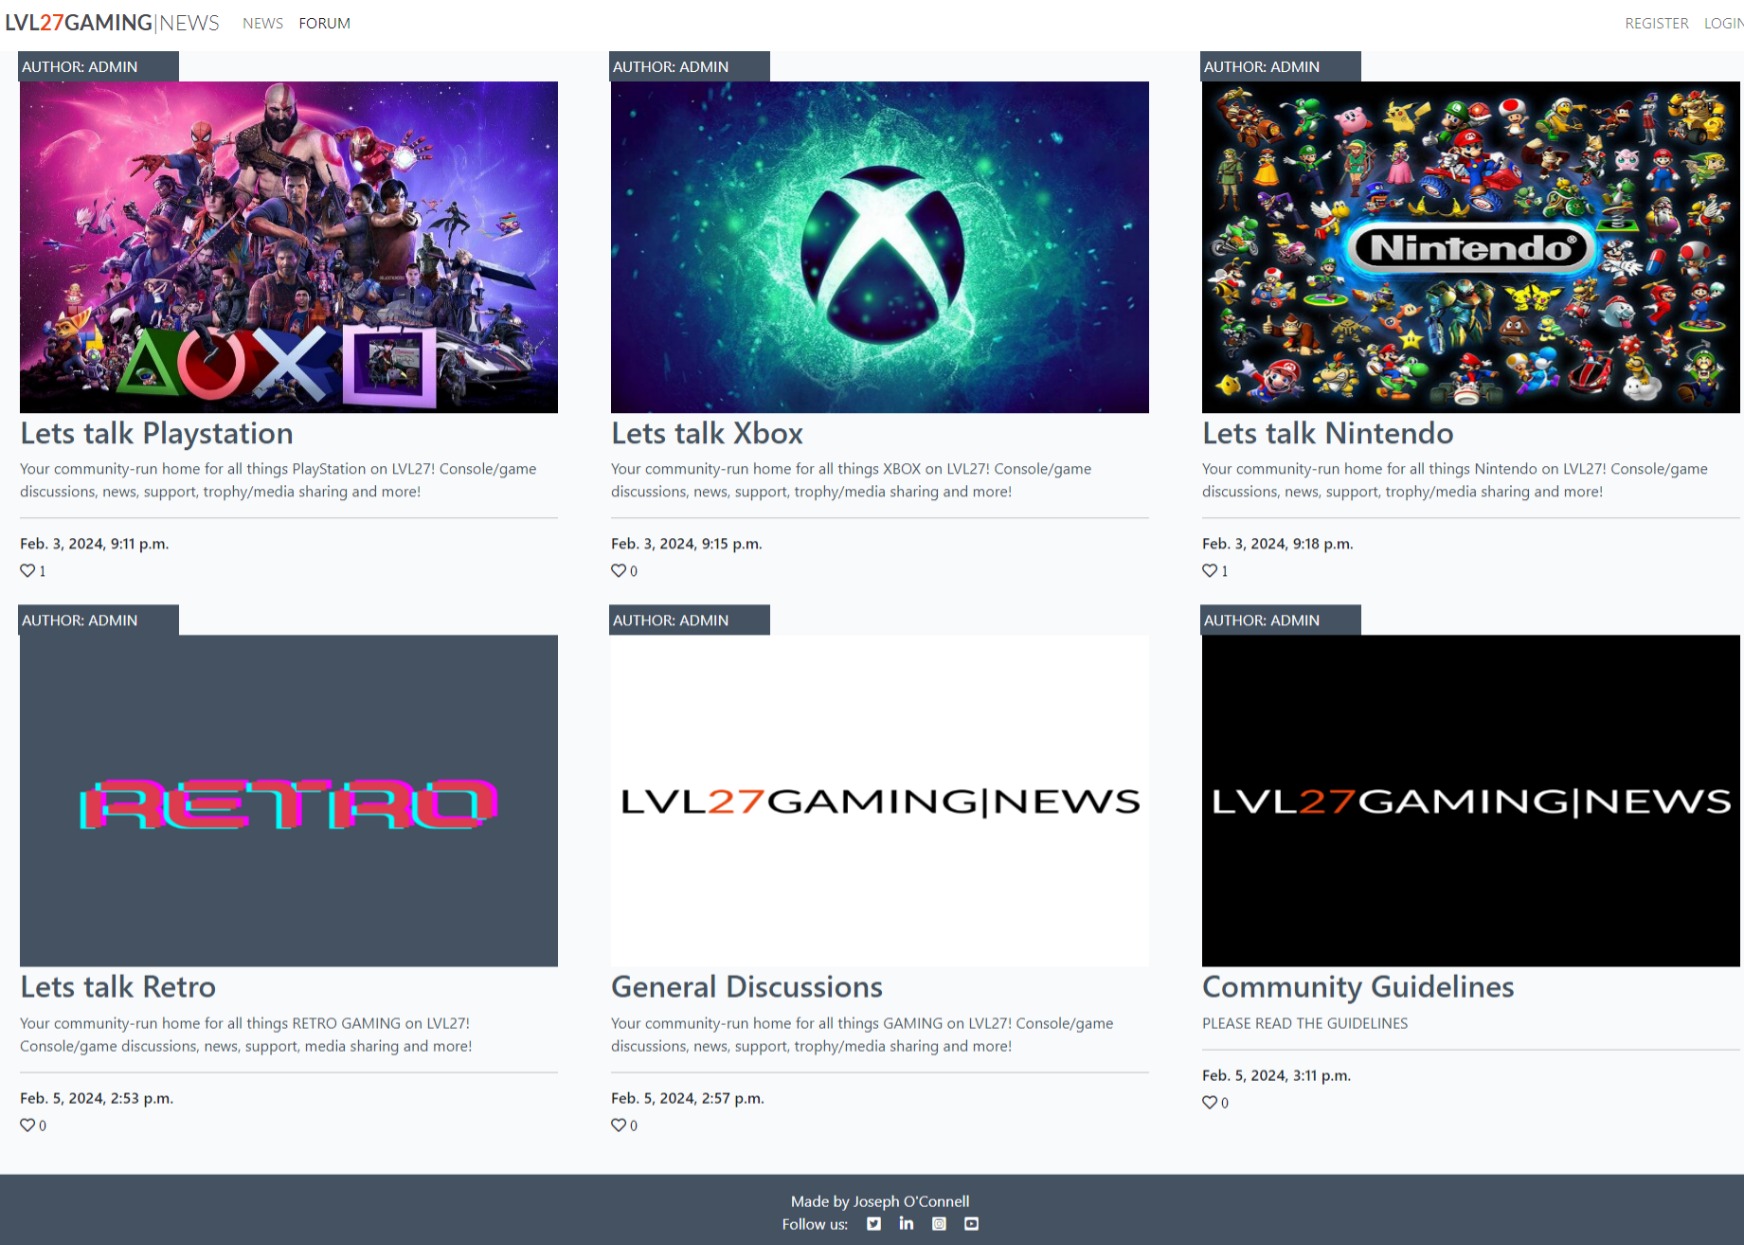 LVL27GAMING|NEWS NEWS FORUM REGISTER LOGIN
AUTHOR: ADMIN
AUTHOR: ADMIN
AUTHOR: ADMIN
Nintendo®
Lets talk Playstation
Your community-run home for all things PlayStation on LVL27! Console/game
discussions, news, support, trophy/media sharing and more!
Feb. 3, 2024, 9:11 p.m.
1
Lets talk Xbox
Your community-run home for all things XBOX on LVL27! Console/game
discussions, news, support, trophy/media sharing and more!
Feb. 3, 2024, 9:15 p.m.
0
Lets talk Nintendo
Your community-run home for all things Nintendo on LVL27! Console/game
discussions, news, support, trophy/media sharing and more!
Feb. 3, 2024, 9:18 p.m.
1
AUTHOR: ADMIN
RETRO
Lets talk Retro
Your community-run home for all things RETRO GAMING on LVL27!
Console/game discussions, news, support, media sharing and more!
Feb. 5, 2024, 2:53 p.m.
0
AUTHOR: ADMIN
LVL27GAMING|NEWS
General Discussions
Your community-run home for all things GAMING on LVL27! Console/game
discussions, news, support, trophy/media sharing and more!
Feb. 5, 2024, 2:57 p.m.
0
AUTHOR: ADMIN
LVL27GAMING|NEWS
Community Guidelines
PLEASE READ THE GUIDELINES
Feb. 5, 2024, 3:11 p.m.
0
Made by Joseph O'Connell
Follow us: